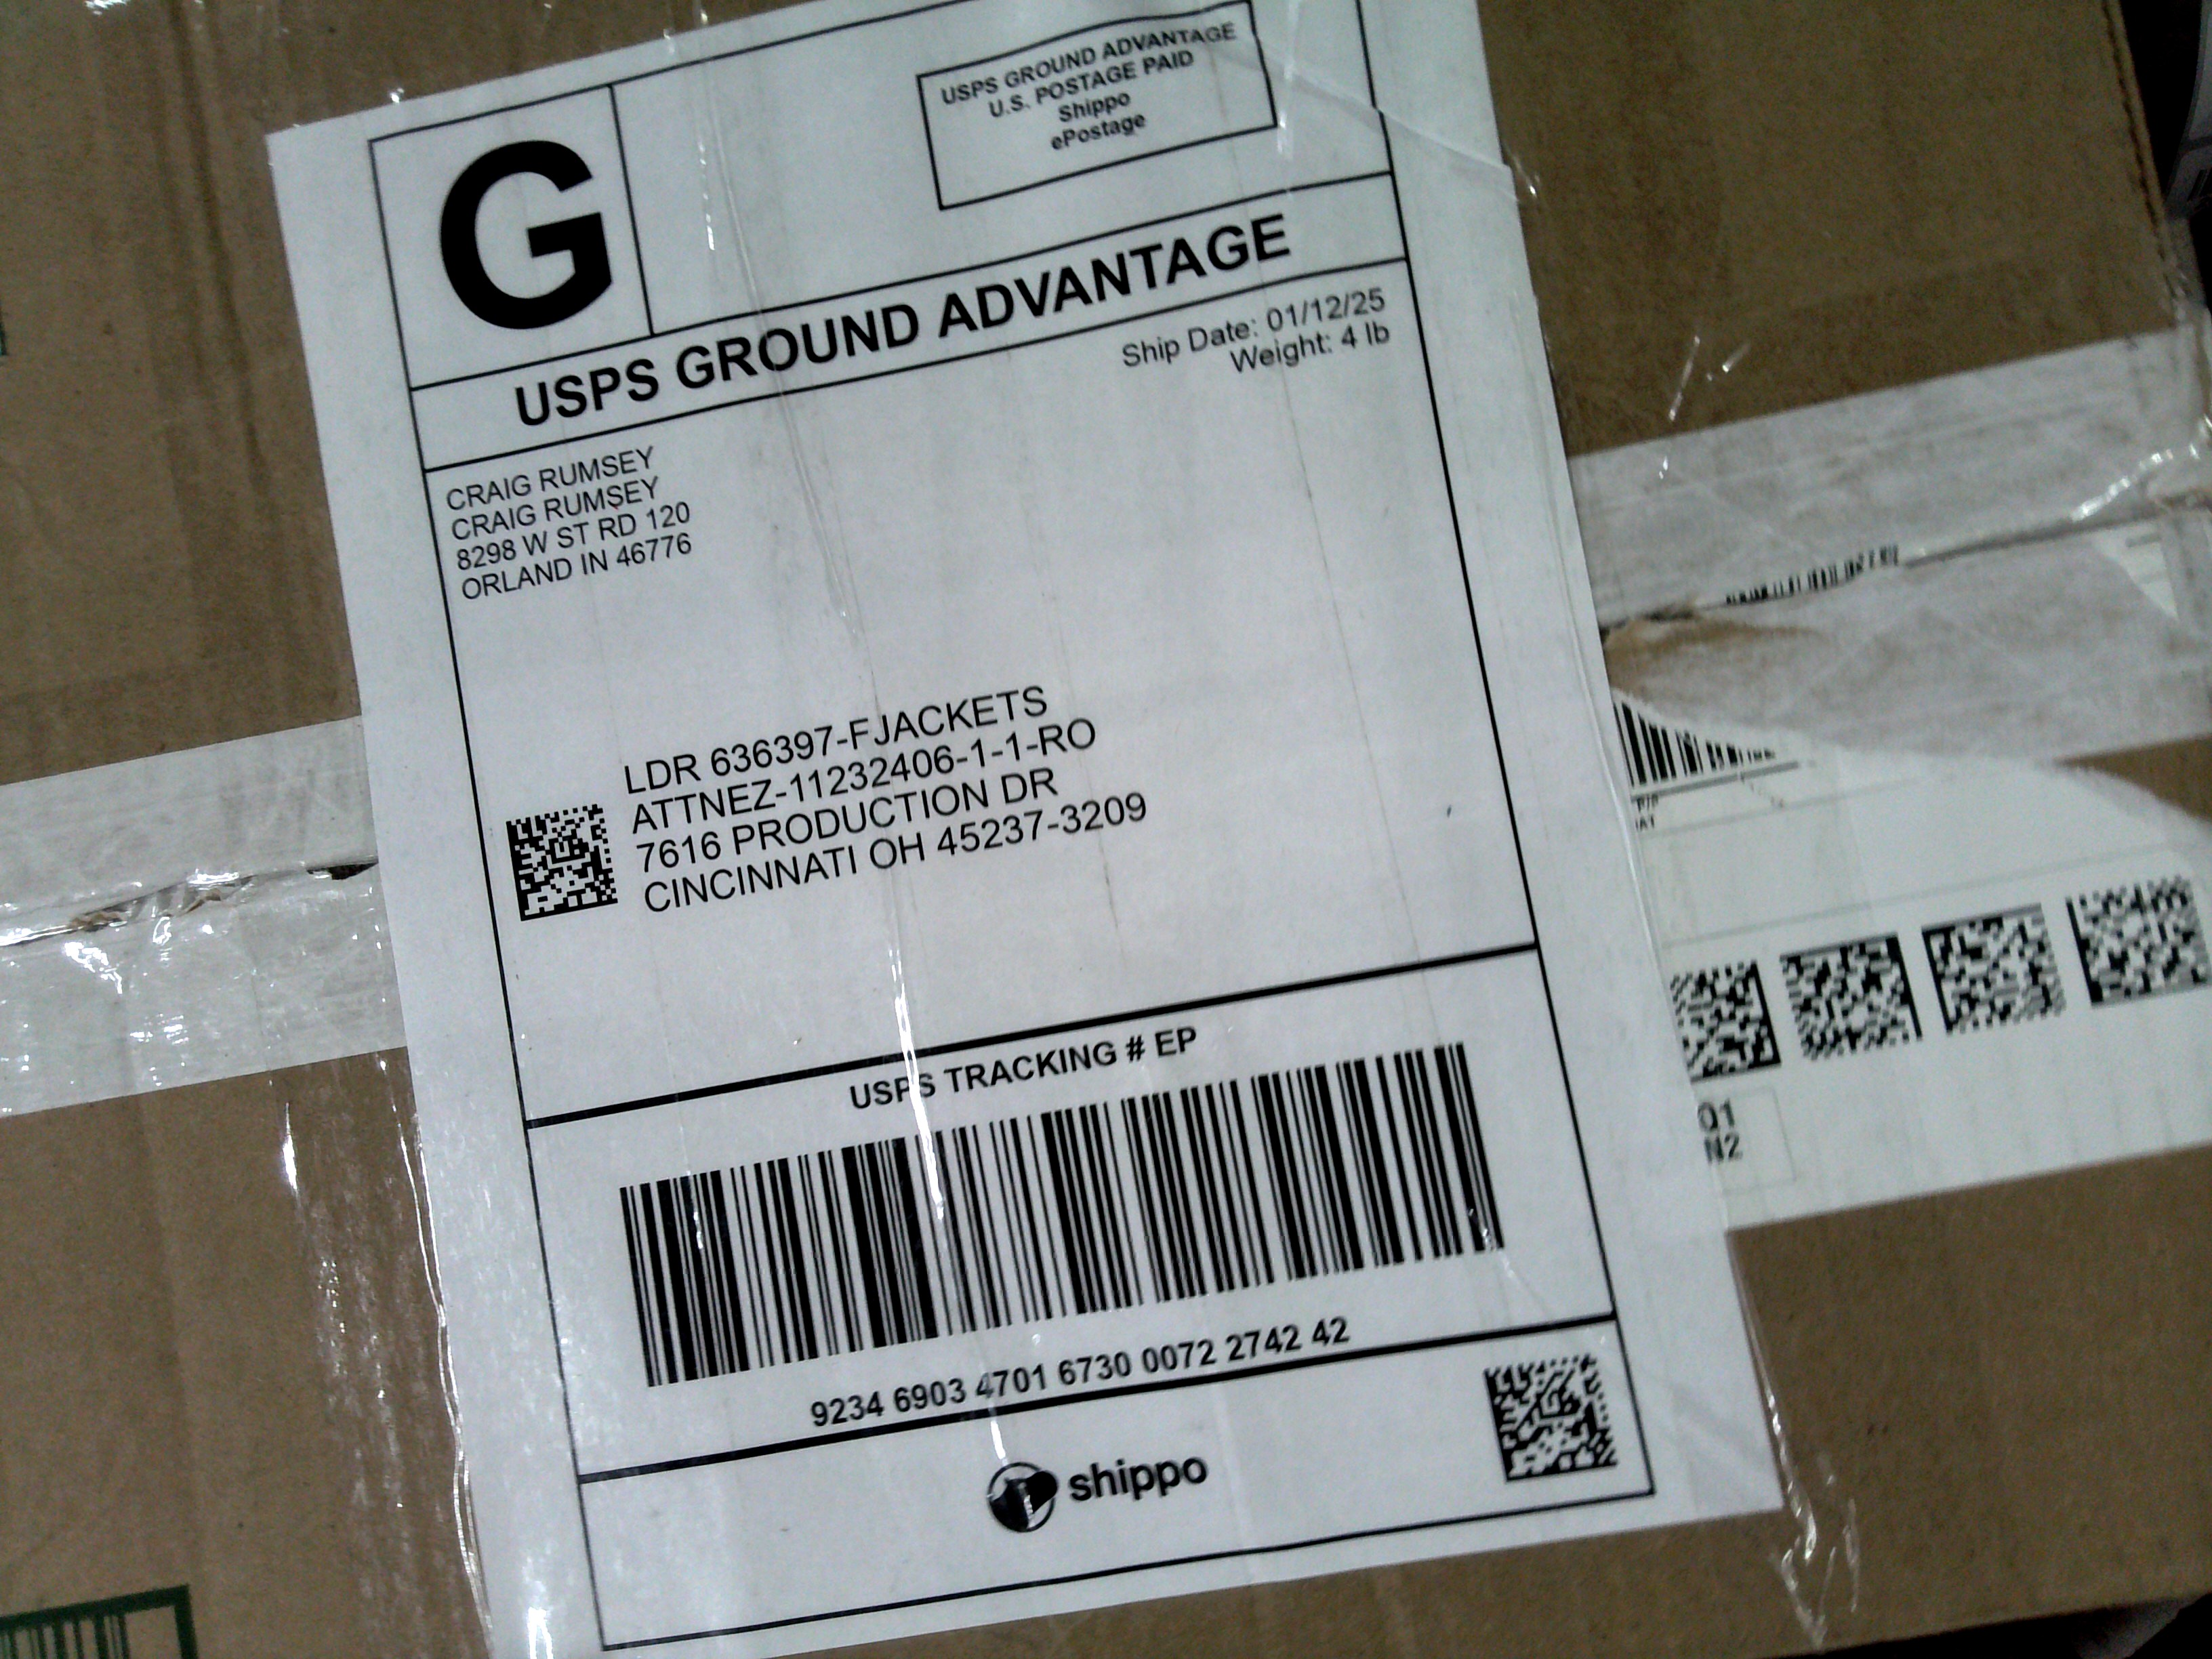 G
USPS GROUND ADVANTAGE
U.S. POSTAGE PAID
Shippo
ePostage
USPS GROUND ADVANTAGE
Ship Date: 01/12/25
Weight: 4 lb
CRAIG RUMSEY
CRAIG RUMSEY
8298 W ST RD 120
ORLAND IN 46776
LDR 636397-FJACKETS
ATTNEZ-11232406-1-1-RO
7616 PRODUCTION DR
CINCINNATI OH 45237-3209
USPS TRACKING # EP
9234 6903 4701 6730 0072 2742 42
shippo
Q1
N2